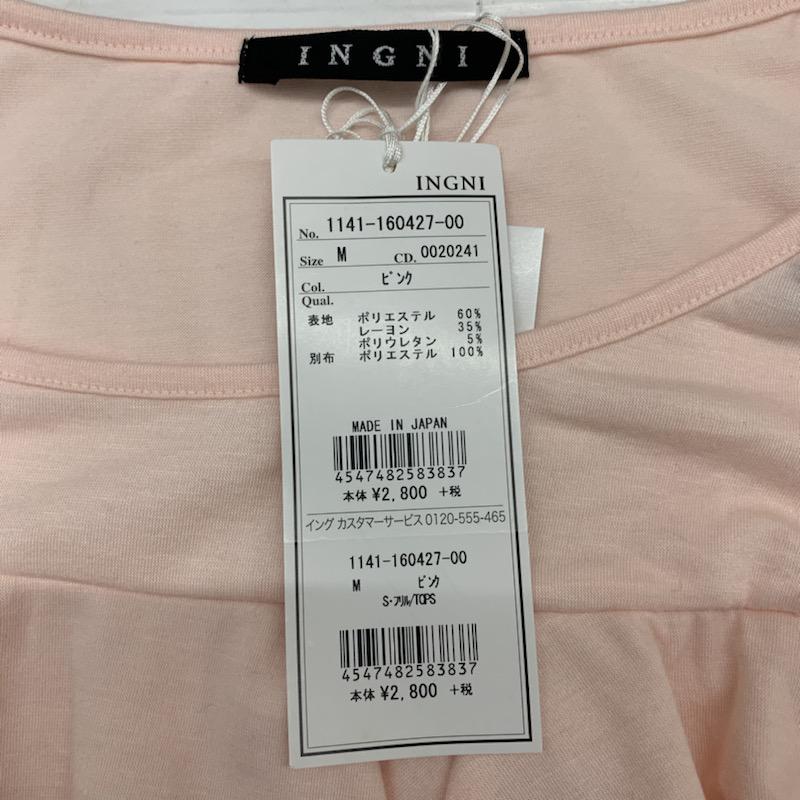 INGNI
INGNI
No. 1141-160427-00
Size M CD. 0020241
Col. ピンク
Qual.
表地 ポリエステル 60%
レーヨン 35%
ポリウレタン 5%
別布 ポリエステル 100%
MADE IN JAPAN
4547482583837
本体 ¥2,800 +税
イング カスタマーサービス 0120-555-465
1141-160427-00
M ピンク
S・フリル/TOPS
4547482583837
本体 ¥2,800 +税